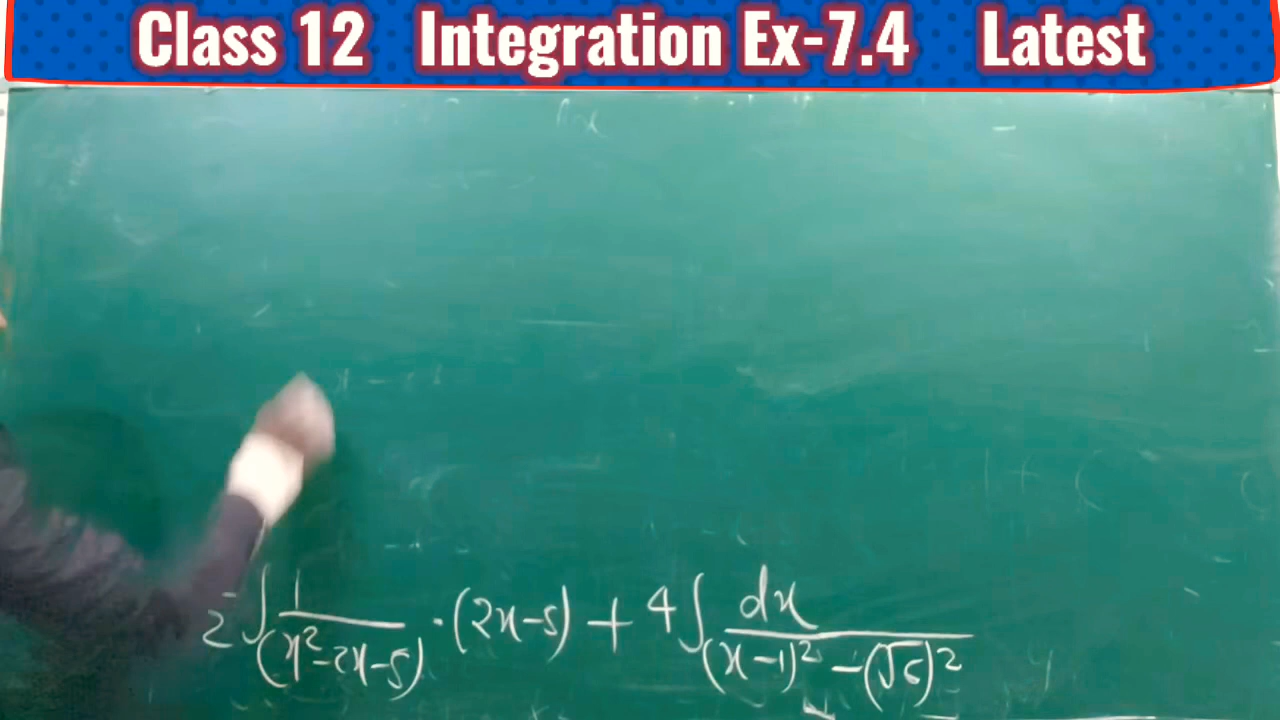 Class 12 Integration Ex-7.4 Latest
1/2 ∫ 1/(x²-2x-5) · (2x-5) + 4∫ dx/((x-1)²-(√6)²)